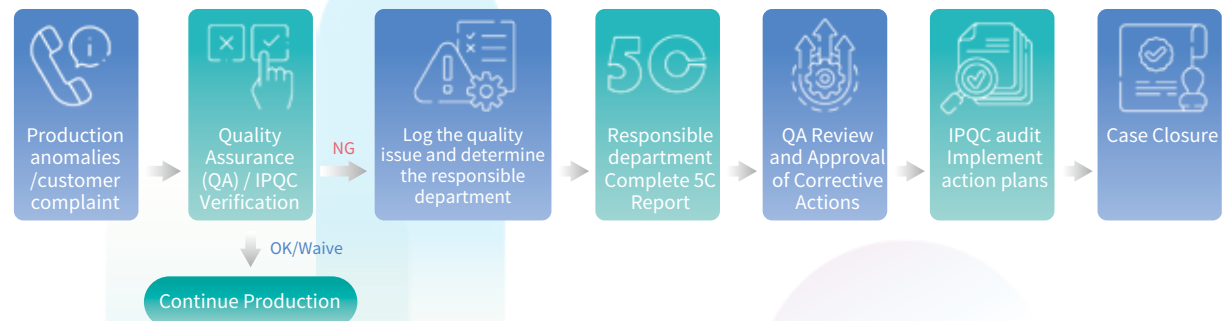 Production
anomalies
/customer
complaint
Quality
Assurance
(QA) / IPQC
Verification
NG
Log the quality
issue and determine
the responsible
department
5C
Responsible
department
Complete 5C
Report
QA Review
and Approval
of Corrective
Actions
IPQC audit
Implement
action plans
Case Closure
OK/Waive
Continue Production